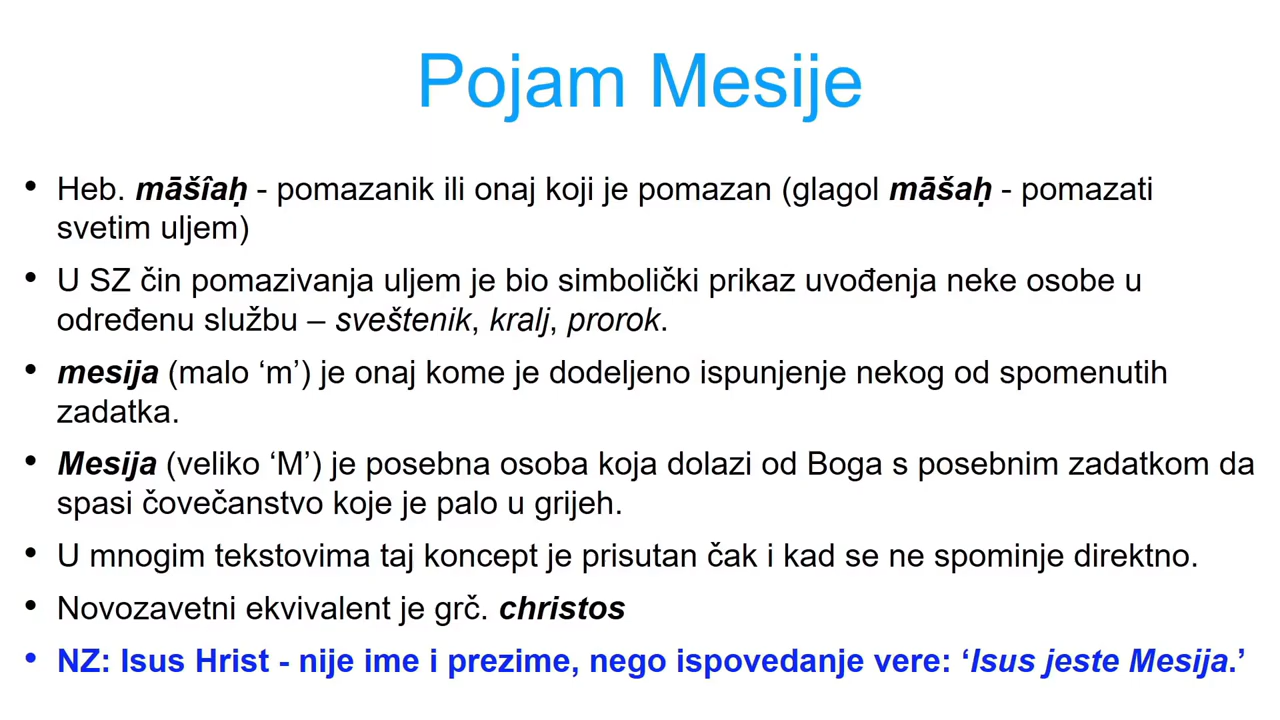 Pojam Mesije
• Heb. māšîaḥ - pomazanik ili onaj koji je pomazan (glagol māšaḥ - pomazati
svetim uljem)
• U SZ čin pomazivanja uljem je bio simbolički prikaz uvođenja neke osobe u
određenu službu – sveštenik, kralj, prorok.
• mesija (malo ‘m’) je onaj kome je dodeljeno ispunjenje nekog od spomenutih
zadatka.
• Mesija (veliko ‘M’) je posebna osoba koja dolazi od Boga s posebnim zadatkom da
spasi čovečanstvo koje je palo u grijeh.
• U mnogim tekstovima taj koncept je prisutan čak i kad se ne spominje direktno.
• Novozavetni ekvivalent je grč. christos
• NZ: Isus Hrist - nije ime i prezime, nego ispovedanje vere: ‘Isus jeste Mesija.’